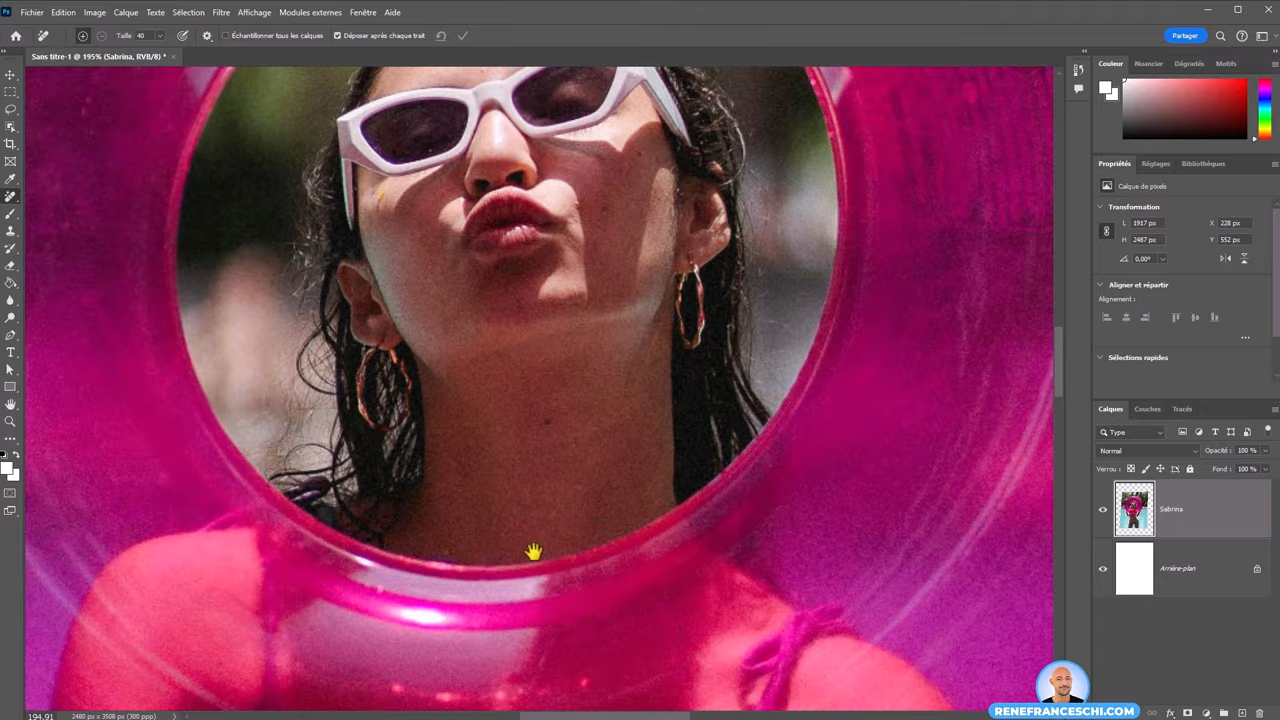 Ps Fichier Edition Image Calque Texte Sélection Filtre Affichage Modules externes Fenêtre Aide
Taille 40 Échantillonner tous les calques Déposer après chaque trait Partager
Sans titre-1 @ 195% (Sabrina, RVB/8) * ×
Couleur Nuancier Dégradés Motifs
Propriétés Réglages Bibliothèques
Calque de pixels
Transformation
L 1917 px X 228 px
H 2487 px Y 552 px
0,00°
Aligner et répartir
Alignement :
Sélections rapides
Calques Couches Tracés
Type
Normal Opacité : 100 %
Verrou : Fond : 100 %
Sabrina
Arrière-plan
RENEFRANCESCHI.COM
194,91 2480 px x 3508 px (300 ppp)
fx